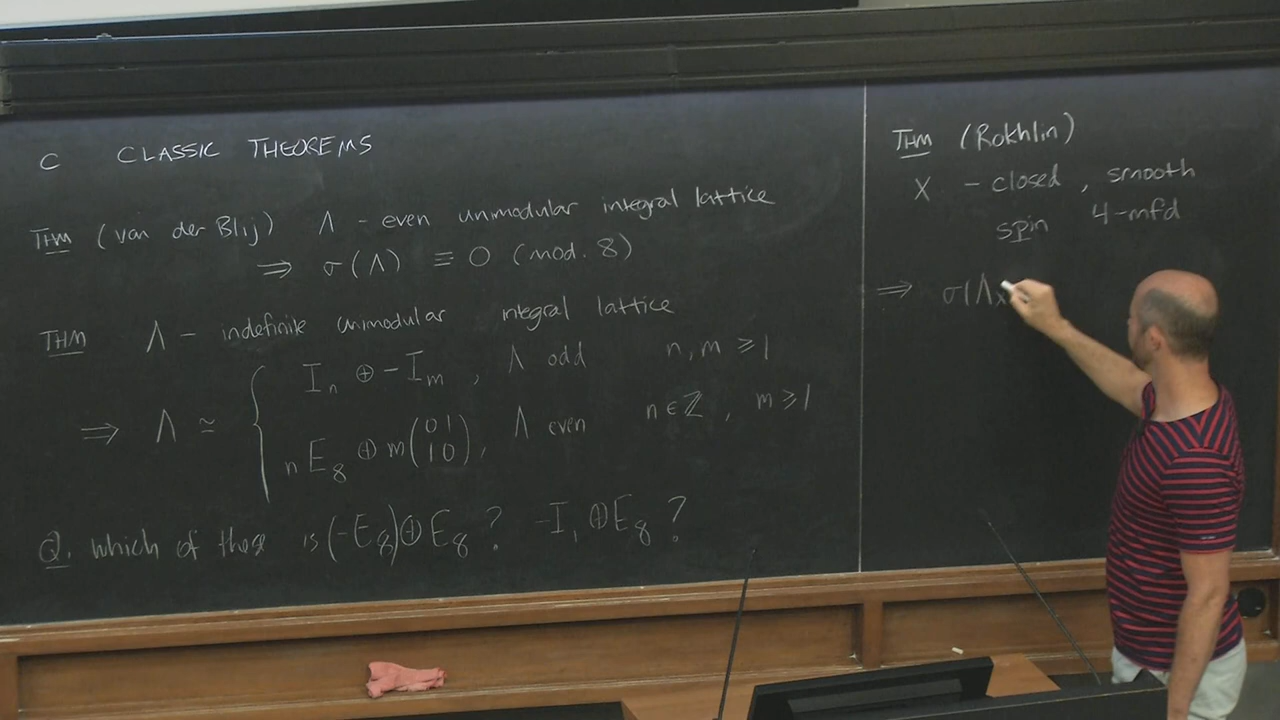 C CLASSIC THEOREMS
THM (van der Blij) Λ - even unimodular integral lattice
⟹ σ(Λ) ≡ 0 (mod. 8)
THM Λ - indefinite unimodular integral lattice
⟹ Λ ≃ { I_n ⊕ -I_m , Λ odd n, m ≥ 1
nE_8 ⊕ m(0 1 
1 0), Λ even n ∈ ℤ, m ≥ 1
Q. which of these is (-E_8) ⊕ E_8 ? -I_1 ⊕ E_8 ?
THM (Rokhlin)
X - closed, smooth
spin 4-mfd
⟹ σ(Λ_X